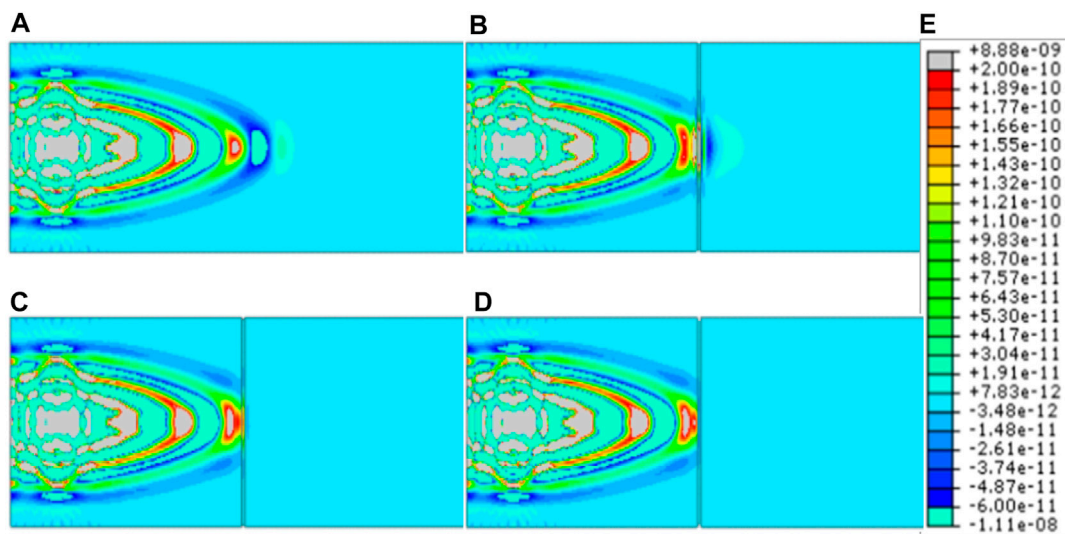 A
B
E
+8.88e-09
+2.00e-10
+1.89e-10
+1.77e-10
+1.66e-10
+1.55e-10
+1.43e-10
+1.32e-10
+1.21e-10
+1.10e-10
+9.83e-11
+8.70e-11
+7.57e-11
+6.43e-11
+5.30e-11
+4.17e-11
+3.04e-11
+1.91e-11
+7.83e-12
-3.48e-12
-1.48e-11
-2.61e-11
-3.74e-11
-4.87e-11
-6.00e-11
-1.11e-08
C
D